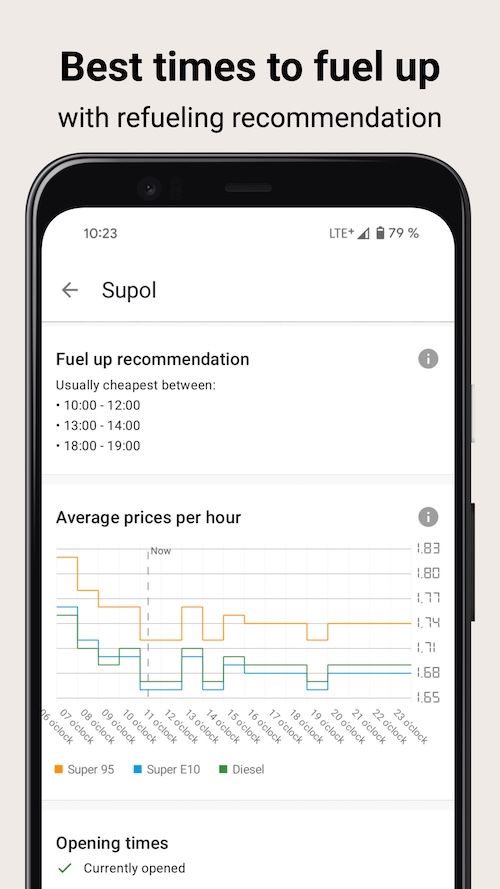 Best times to fuel up
with refueling recommendation
10:23
LTE+ 79 %
Supol
Fuel up recommendation
Usually cheapest between:
• 10:00 - 12:00
• 13:00 - 14:00
• 18:00 - 19:00
Average prices per hour
Now
1.83
1.80
1.77
1.74
1.71
1.68
1.65
06 o'clock
07 o'clock
08 o'clock
09 o'clock
10 o'clock
11 o'clock
12 o'clock
13 o'clock
14 o'clock
15 o'clock
16 o'clock
17 o'clock
18 o'clock
19 o'clock
20 o'clock
21 o'clock
22 o'clock
23 o'clock
Super 95 Super E10 Diesel
Opening times
Currently opened